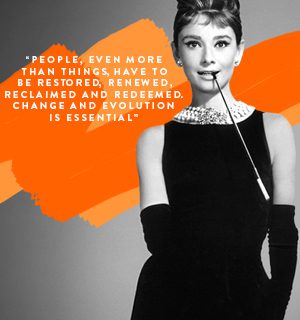 "PEOPLE, EVEN MORE
THAN THINGS, HAVE TO
BE RESTORED, RENEWED,
RECLAIMED AND REDEEMED.
CHANGE AND EVOLUTION
IS ESSENTIAL"